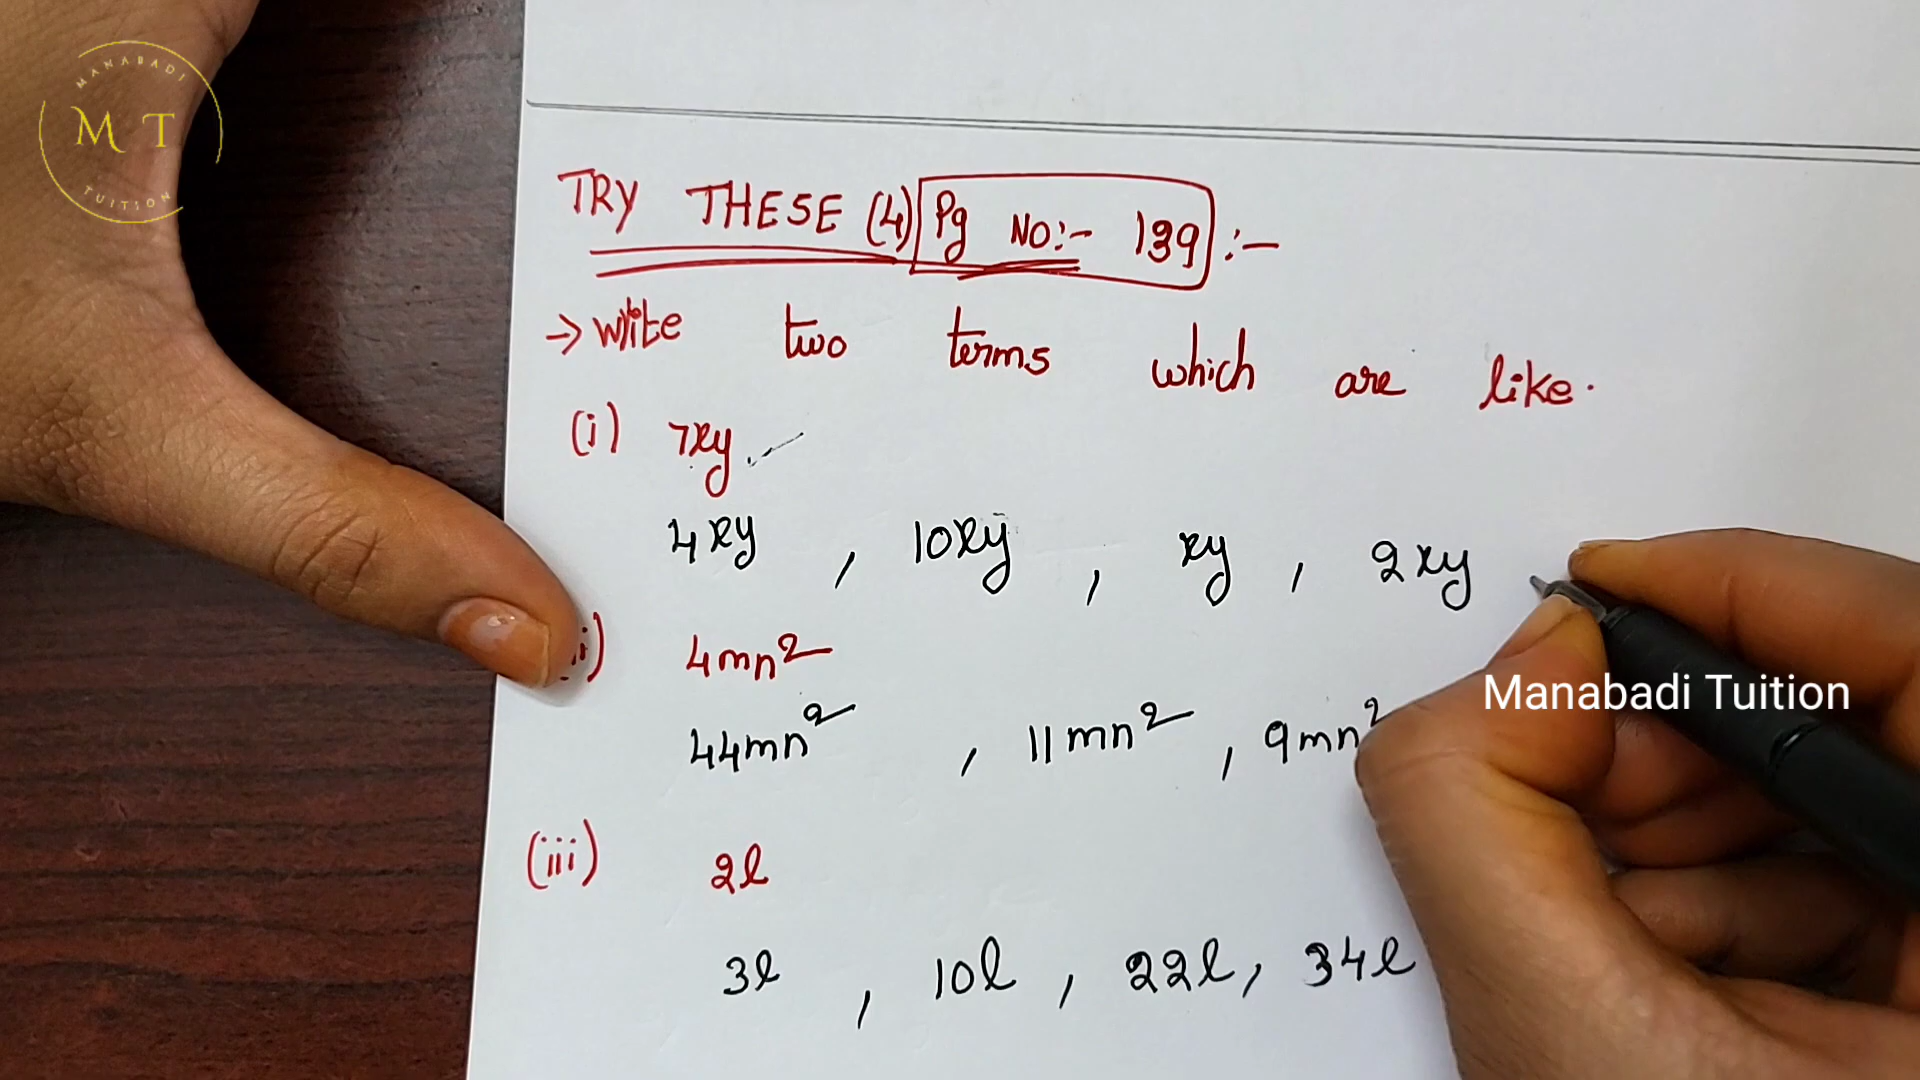 MANABADI
M T
TUITION
TRY THESE (4) Pg NO:- 139 :-
→ write two terms which are like.
(i) 7xy.
4xy , 10xy , xy , 2xy
ii) 4mn²
44mn² , 11mn² , 9mn²
Manabadi Tuition
(iii) 2l
3l , 10l , 22l, 34l